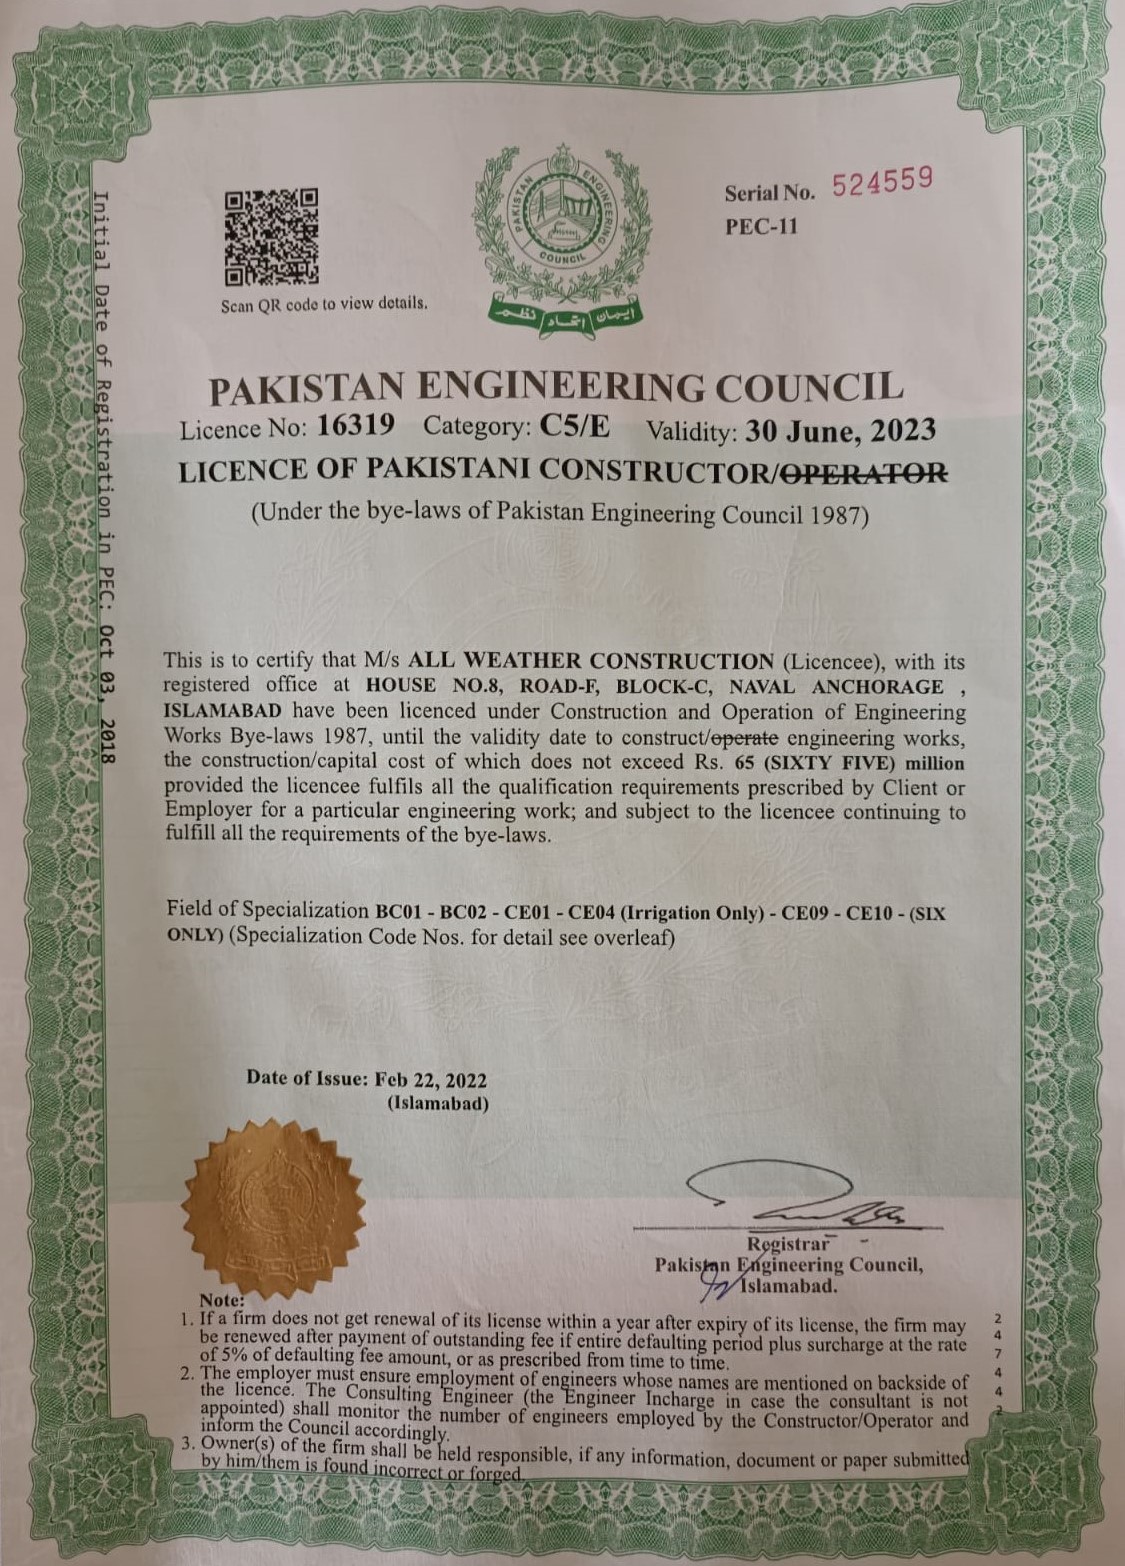 Serial No. 524559
PEC-11
Scan QR code to view details.
PAKISTAN ENGINEERING
COUNCIL
ایمان اتحاد نظم
Initial Date of Registration in PEC: Oct 03, 2018
PAKISTAN ENGINEERING COUNCIL
Licence No: 16319 Category: C5/E Validity: 30 June, 2023
LICENCE OF PAKISTANI CONSTRUCTOR/OPERATOR
(Under the bye-laws of Pakistan Engineering Council 1987)
This is to certify that M/s ALL WEATHER CONSTRUCTION (Licencee), with its
registered office at HOUSE NO.8, ROAD-F, BLOCK-C, NAVAL ANCHORAGE ,
ISLAMABAD have been licenced under Construction and Operation of Engineering
Works Bye-laws 1987, until the validity date to construct/operate engineering works,
the construction/capital cost of which does not exceed Rs. 65 (SIXTY FIVE) million
provided the licencee fulfils all the qualification requirements prescribed by Client or
Employer for a particular engineering work; and subject to the licencee continuing to
fulfill all the requirements of the bye-laws.
Field of Specialization BC01 - BC02 - CE01 - CE04 (Irrigation Only) - CE09 - CE10 - (SIX
ONLY) (Specialization Code Nos. for detail see overleaf)
Date of Issue: Feb 22, 2022
(Islamabad)
Registrar
Pakistan Engineering Council,
Islamabad.
Note:
1. If a firm does not get renewal of its license within a year after expiry of its license, the firm may
be renewed after payment of outstanding fee if entire defaulting period plus surcharge at the rate
of 5% of defaulting fee amount, or as prescribed from time to time.
2. The employer must ensure employment of engineers whose names are mentioned on backside of
the licence. The Consulting Engineer (the Engineer Incharge in case the consultant is not
appointed) shall monitor the number of engineers employed by the Constructor/Operator and
inform the Council accordingly.
3. Owner(s) of the firm shall be held responsible, if any information, document or paper submitted
by him/them is found incorrect or forged.
247442